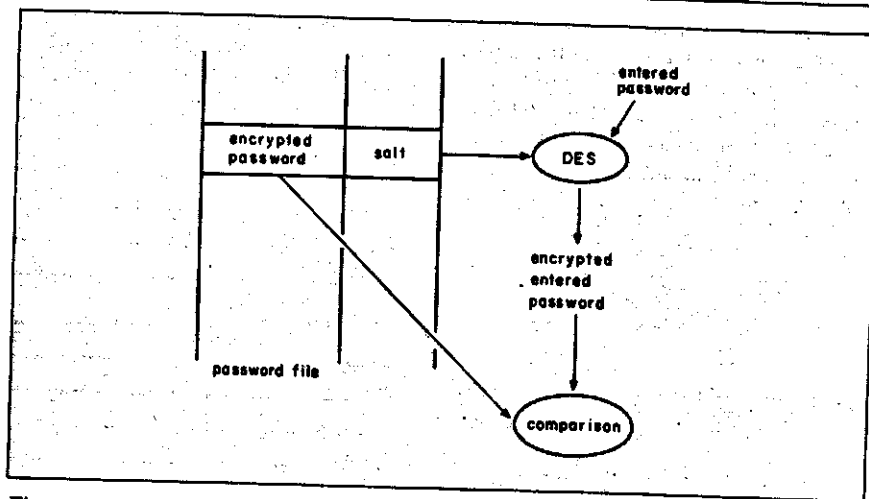 entered
password
encrypted
password
salt
DES
encrypted
entered
password
password file
comparison